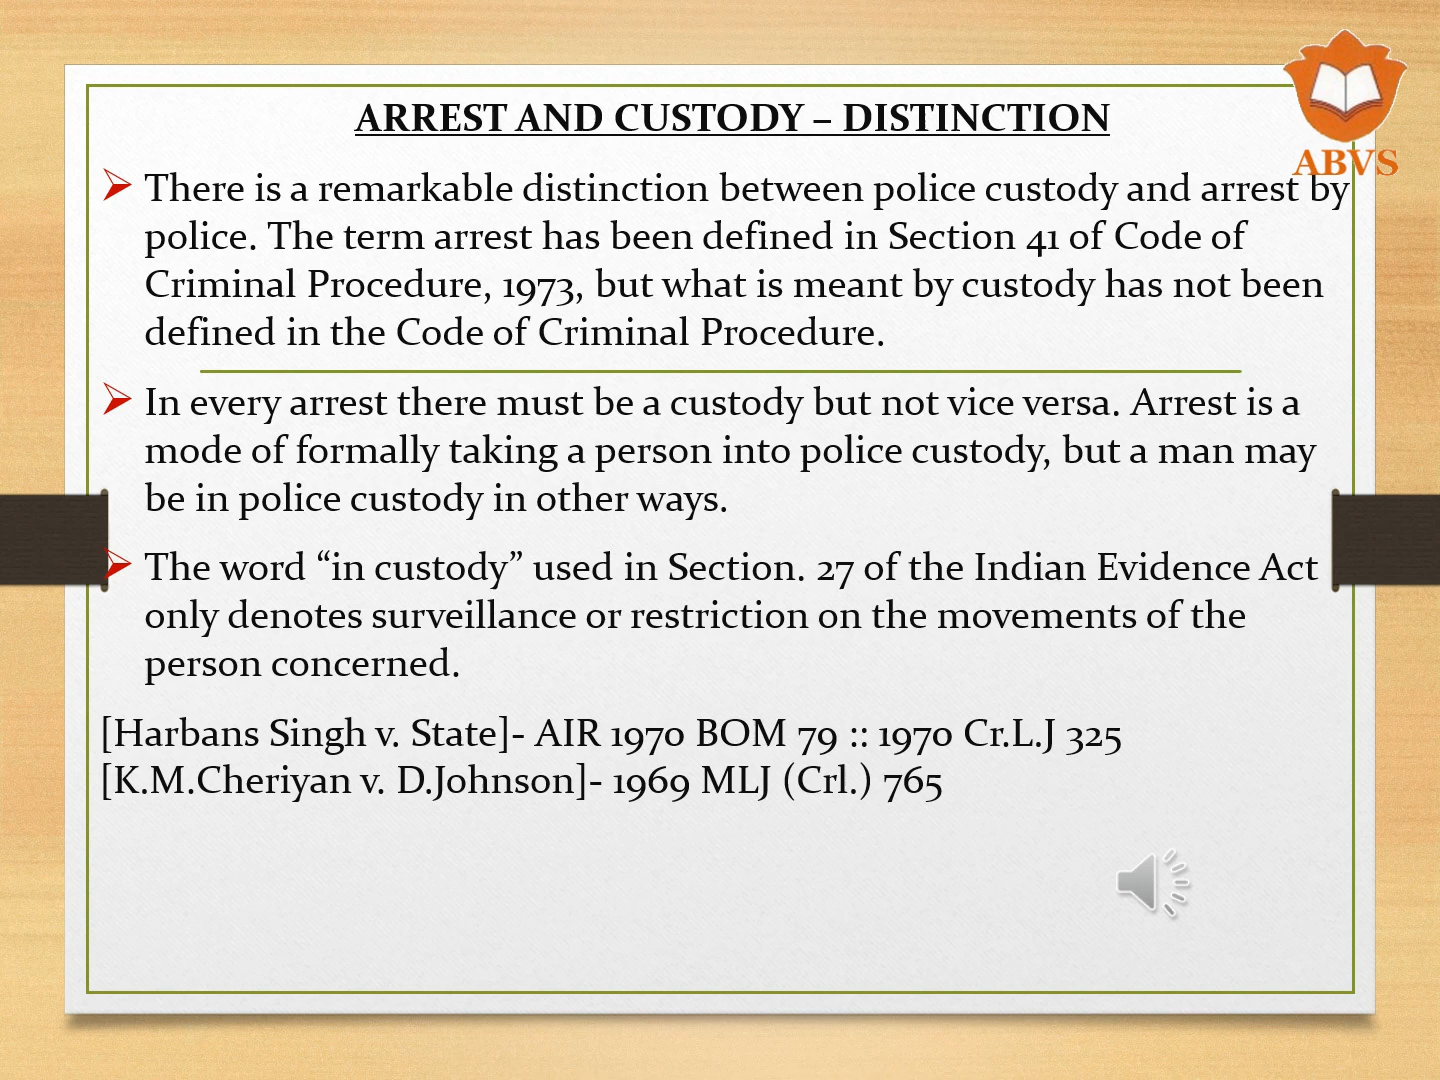 ABVS
ARREST AND CUSTODY – DISTINCTION
There is a remarkable distinction between police custody and arrest by
police. The term arrest has been defined in Section 41 of Code of
Criminal Procedure, 1973, but what is meant by custody has not been
defined in the Code of Criminal Procedure.
In every arrest there must be a custody but not vice versa. Arrest is a
mode of formally taking a person into police custody, but a man may
be in police custody in other ways.
The word “in custody” used in Section. 27 of the Indian Evidence Act
only denotes surveillance or restriction on the movements of the
person concerned.
[Harbans Singh v. State]- AIR 1970 BOM 79 :: 1970 Cr.L.J 325
[K.M.Cheriyan v. D.Johnson]- 1969 MLJ (Crl.) 765